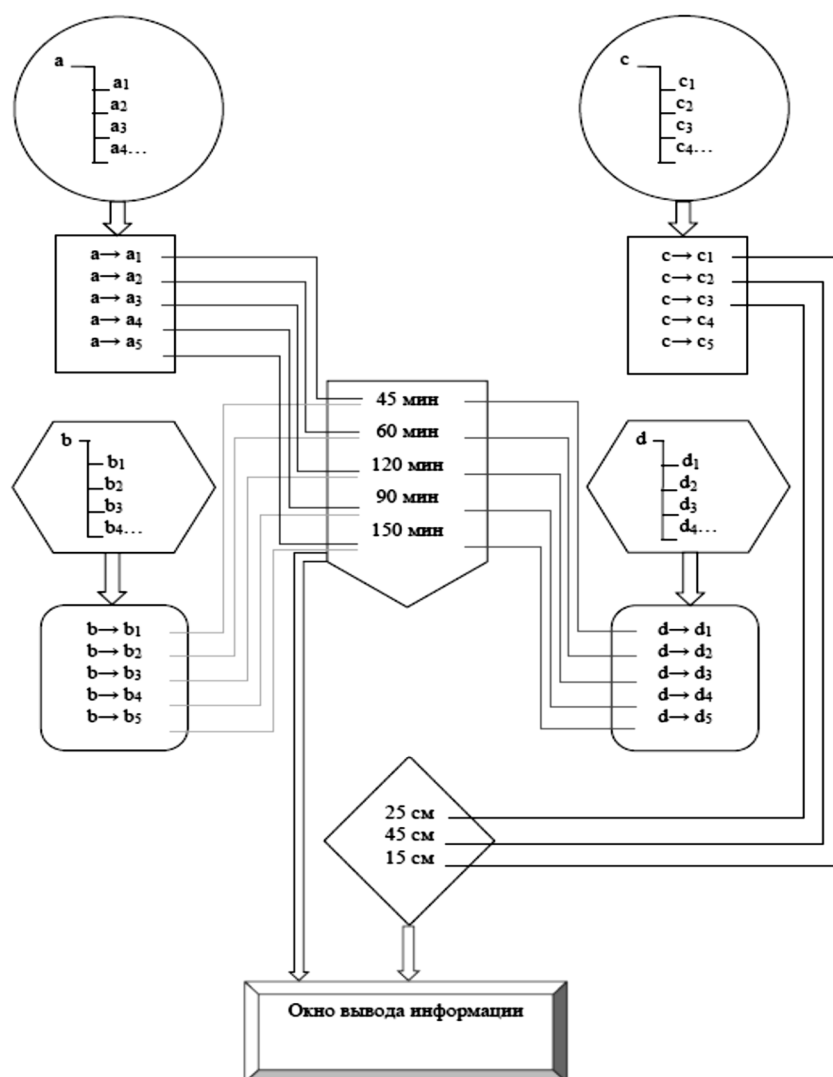 a
a1
a2
a3
a4…
c
c1
c2
c3
c4…
a→ a1
a→ a2
a→ a3
a→ a4
a→ a5
c→ c1
c→ c2
c→ c3
c→ c4
c→ c5
45 мин
60 мин
120 мин
90 мин
150 мин
b
b1
b2
b3
b4…
d
d1
d2
d3
d4…
b→ b1
b→ b2
b→ b3
b→ b4
b→ b5
d→ d1
d→ d2
d→ d3
d→ d4
d→ d5
25 см
45 см
15 см
Окно вывода информации